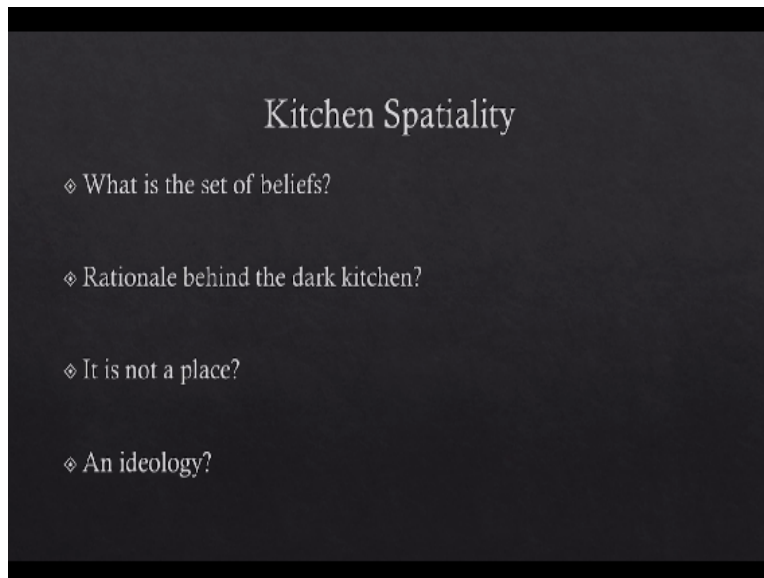 Kitchen Spatiality
What is the set of beliefs?
Rationale behind the dark kitchen?
It is not a place?
An ideology?